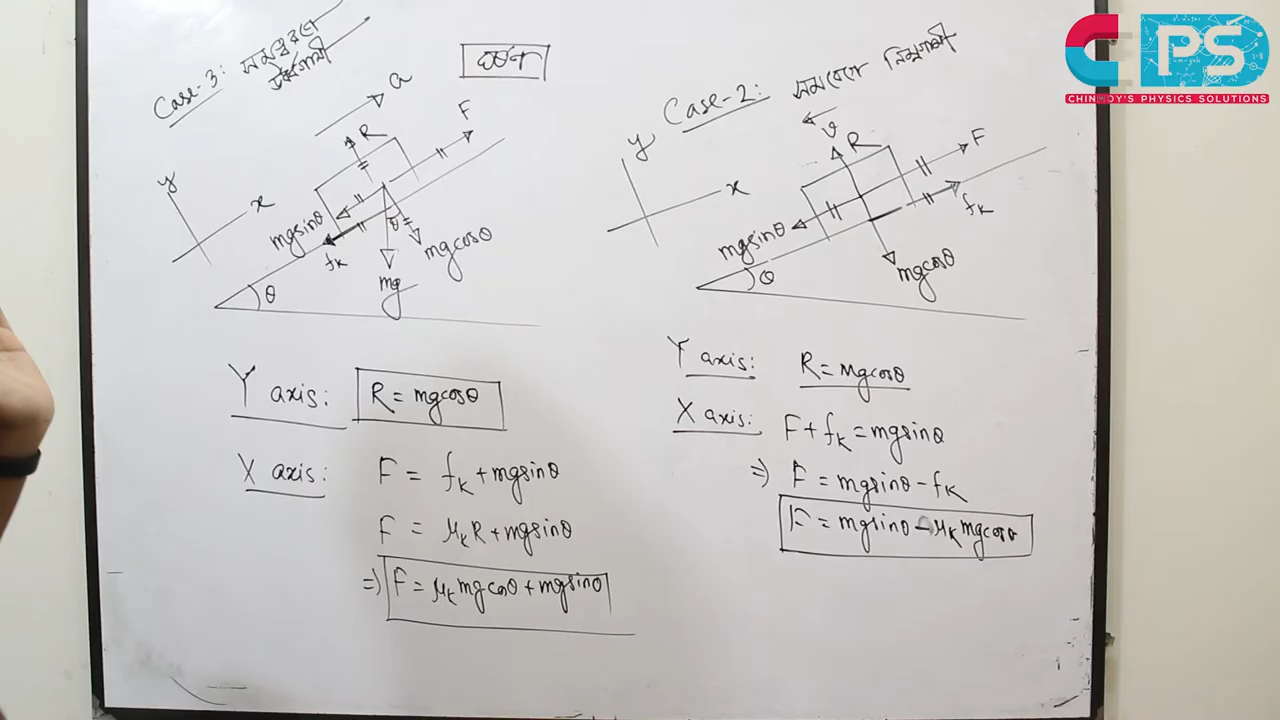 Case-3: সমত্বরণে
ঊর্ধ্বগামী
ঘর্ষণ
a
F
R
y
x
mgsinθ
θ
fK
mgcosθ
mg
θ
Y axis: R = mgcosθ
X axis: F = fK + mgsinθ
F = μK R + mgsinθ
=) F = μK mgcosθ + mgsinθ
Case-2: সমবেগে নিম্নগামী
v
R
F
y
x
fK
mgsinθ
mgcosθ
θ
Y axis: R = mgcosθ
X axis: F + fK = mgsinθ
=) F = mgsinθ - fK
F = mgsinθ - μK mgcosθ
CPS
CHINMOY'S PHYSICS SOLUTIONS